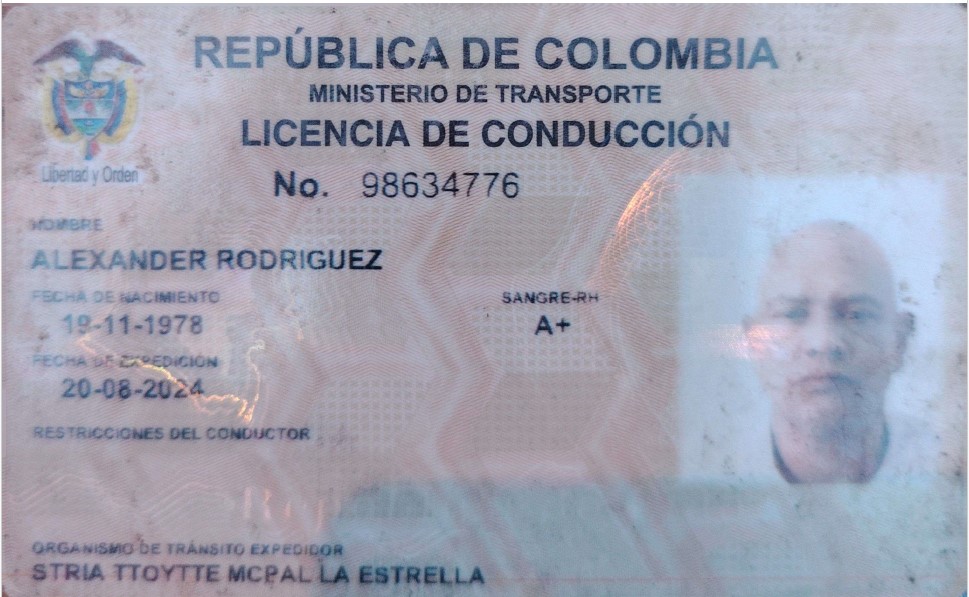 REPÚBLICA DE COLOMBIA
MINISTERIO DE TRANSPORTE
LICENCIA DE CONDUCCIÓN
Libertad y Orden
No. 98634776
NOMBRE
ALEXANDER RODRIGUEZ
FECHA DE NACIMIENTO
19-11-1978
SANGRE-RH
A+
FECHA DE EXPEDICION
20-08-2024
RESTRICCIONES DEL CONDUCTOR
ORGANISMO DE TRÁNSITO EXPEDIDOR
STRIA TTOYTTE MCPAL LA ESTRELLA